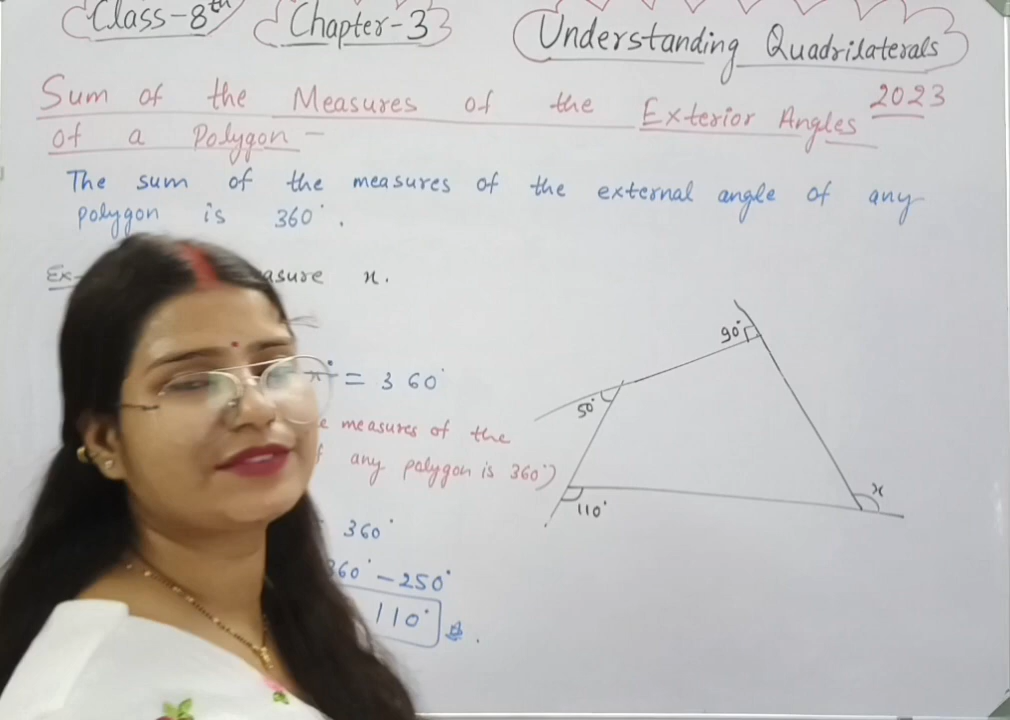 Class-8th Chapter-3 Understanding Quadrilaterals
Sum of the Measures of the Exterior Angles 2023
of a Polygon -
The sum of the measures of the external angle of any
polygon is 360°.
Ex- asure x.
x° = 360°
measures of the
any polygon is 360°)
360°
360° - 250°
110°
90°
50°
110°
x